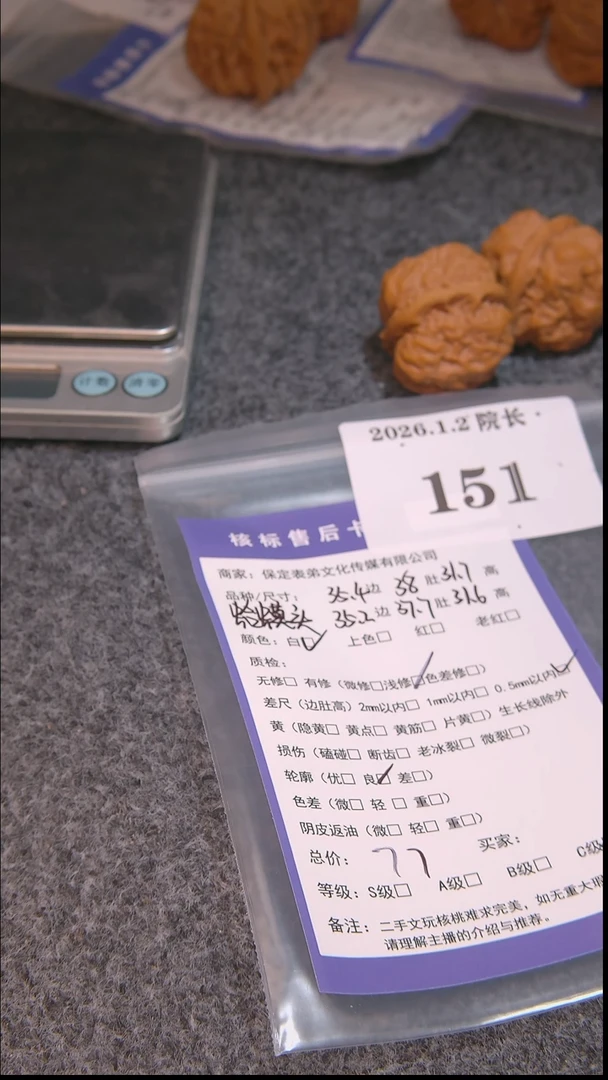 计数 清零
2026.1.2 院长
151
核标售后卡
商家：保定表弟文化传媒有限公司
品种/尺寸： 35.4边 38肚 31.7高
蛤蟆头 35.2边 37.7肚 31.6高
颜色：白☑ 上色□ 红□ 老红□
质检：
无修□ 有修（微修□浅修☑色差修□）
差尺（边肚高）2mm以内□ 1mm以内□ 0.5mm以内☑
黄（隐黄□ 黄点□ 黄筋□ 片黄□）生长线除外
损伤（磕碰□ 断齿□ 老冰裂□ 微裂□）
轮廓（优□ 良☑ 差□）
色差（微□ 轻□ 重□）
阴皮返油（微□ 轻□ 重□）
总价： 77 买家：
等级：S级□ A级□ B级□ C级
备注：二手文玩核桃难求完美，如无重大瑕
请理解主播的介绍与推荐。